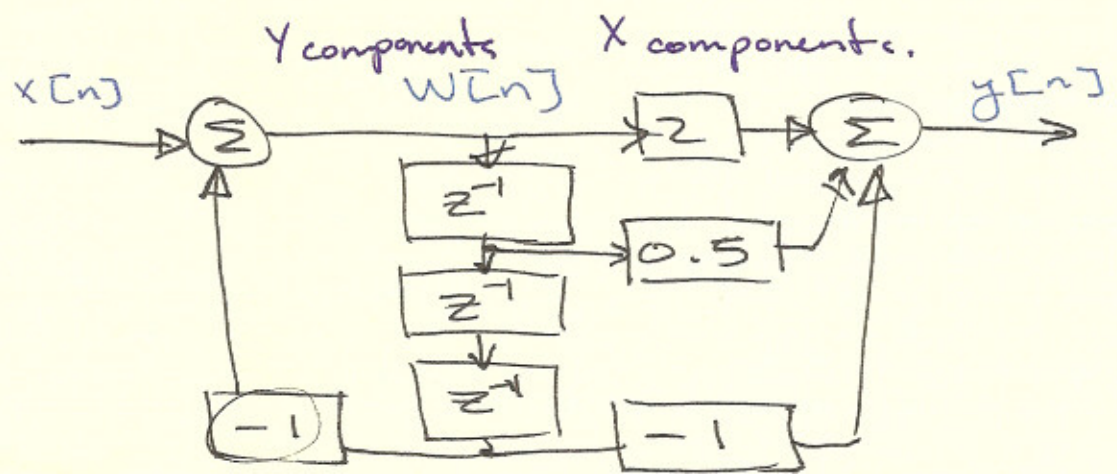 Y components X components.
x[n] W[n] y[n]
Σ 2 Σ
z⁻¹
0.5
z⁻¹
z⁻¹
-1 -1